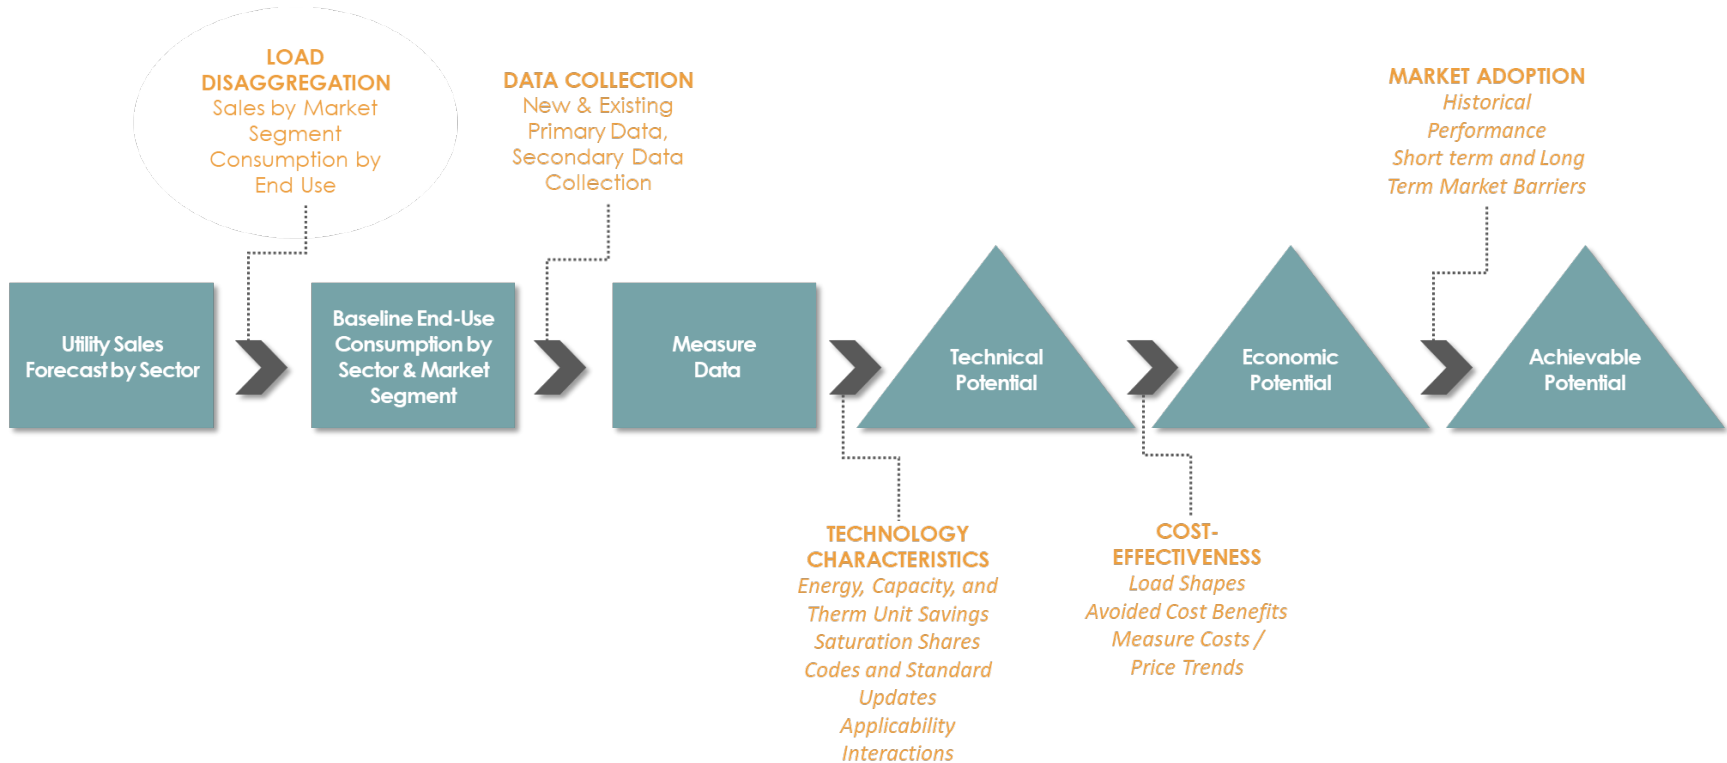 LOAD
DISAGGREGATION
Sales by Market
Segment
Consumption by
End Use
DATA COLLECTION
New & Existing
Primary Data,
Secondary Data
Collection
MARKET ADOPTION
Historical
Performance
Short term and Long
Term Market Barriers
Utility Sales
Forecast by Sector
Baseline End-Use
Consumption by
Sector & Market
Segment
Measure
Data
Technical
Potential
Economic
Potential
Achievable
Potential
TECHNOLOGY
CHARACTERISTICS
Energy, Capacity, and
Therm Unit Savings
Saturation Shares
Codes and Standard
Updates
Applicability
Interactions
COST-
EFFECTIVENESS
Load Shapes
Avoided Cost Benefits
Measure Costs /
Price Trends